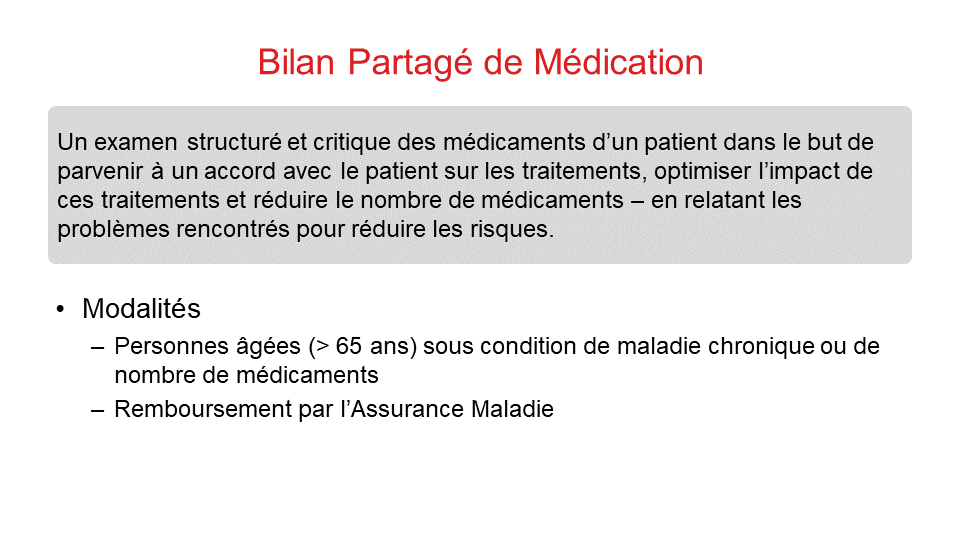 Bilan Partagé de Médication
Un examen structuré et critique des médicaments d’un patient dans le but de
parvenir à un accord avec le patient sur les traitements, optimiser l’impact de
ces traitements et réduire le nombre de médicaments – en relatant les
problèmes rencontrés pour réduire les risques.
• Modalités
– Personnes âgées (> 65 ans) sous condition de maladie chronique ou de
nombre de médicaments
– Remboursement par l’Assurance Maladie